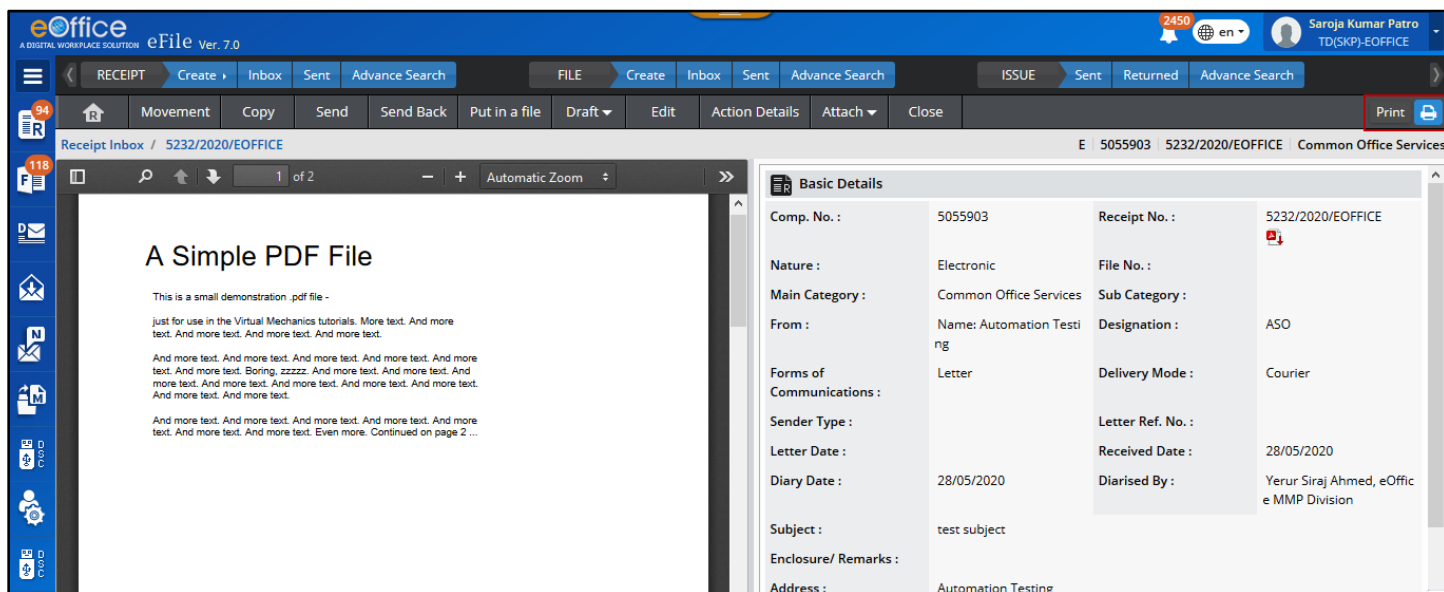 eOffice
A DIGITAL WORKPLACE SOLUTION eFile Ver. 7.0
2450 en Saroja Kumar Patro
TD(SKP)-EOFFICE
RECEIPT Create Inbox Sent Advance Search FILE Create Inbox Sent Advance Search ISSUE Sent Returned Advance Search
94 R
R Movement Copy Send Send Back Put in a file Draft Edit Action Details Attach Close Print
Receipt Inbox / 5232/2020/EOFFICE E 5055903 5232/2020/EOFFICE Common Office Services
118 F
1 of 2 Automatic Zoom
D
N
M
DSC
DSC
A Simple PDF File
This is a small demonstration .pdf file -
just for use in the Virtual Mechanics tutorials. More text. And more
text. And more text. And more text. And more text.
And more text. And more text. And more text. And more text. And more
text. And more text. Boring, zzzzz. And more text. And more text. And
more text. And more text. And more text. And more text. And more text.
And more text. And more text.
And more text. And more text. And more text. And more text. And more
text. And more text. And more text. Even more. Continued on page 2 ...
R Basic Details
Comp. No. : 5055903 Receipt No. : 5232/2020/EOFFICE
Nature : Electronic File No. :
Main Category : Common Office Services Sub Category :
From : Name: Automation Testi Designation : ASO
ng
Forms of Letter Delivery Mode : Courier
Communications :
Sender Type : Letter Ref. No. :
Letter Date : Received Date : 28/05/2020
Diary Date : 28/05/2020 Diarised By : Yerur Siraj Ahmed, eOffic
e MMP Division
Subject : test subject
Enclosure/ Remarks :
Address : Automation Testing